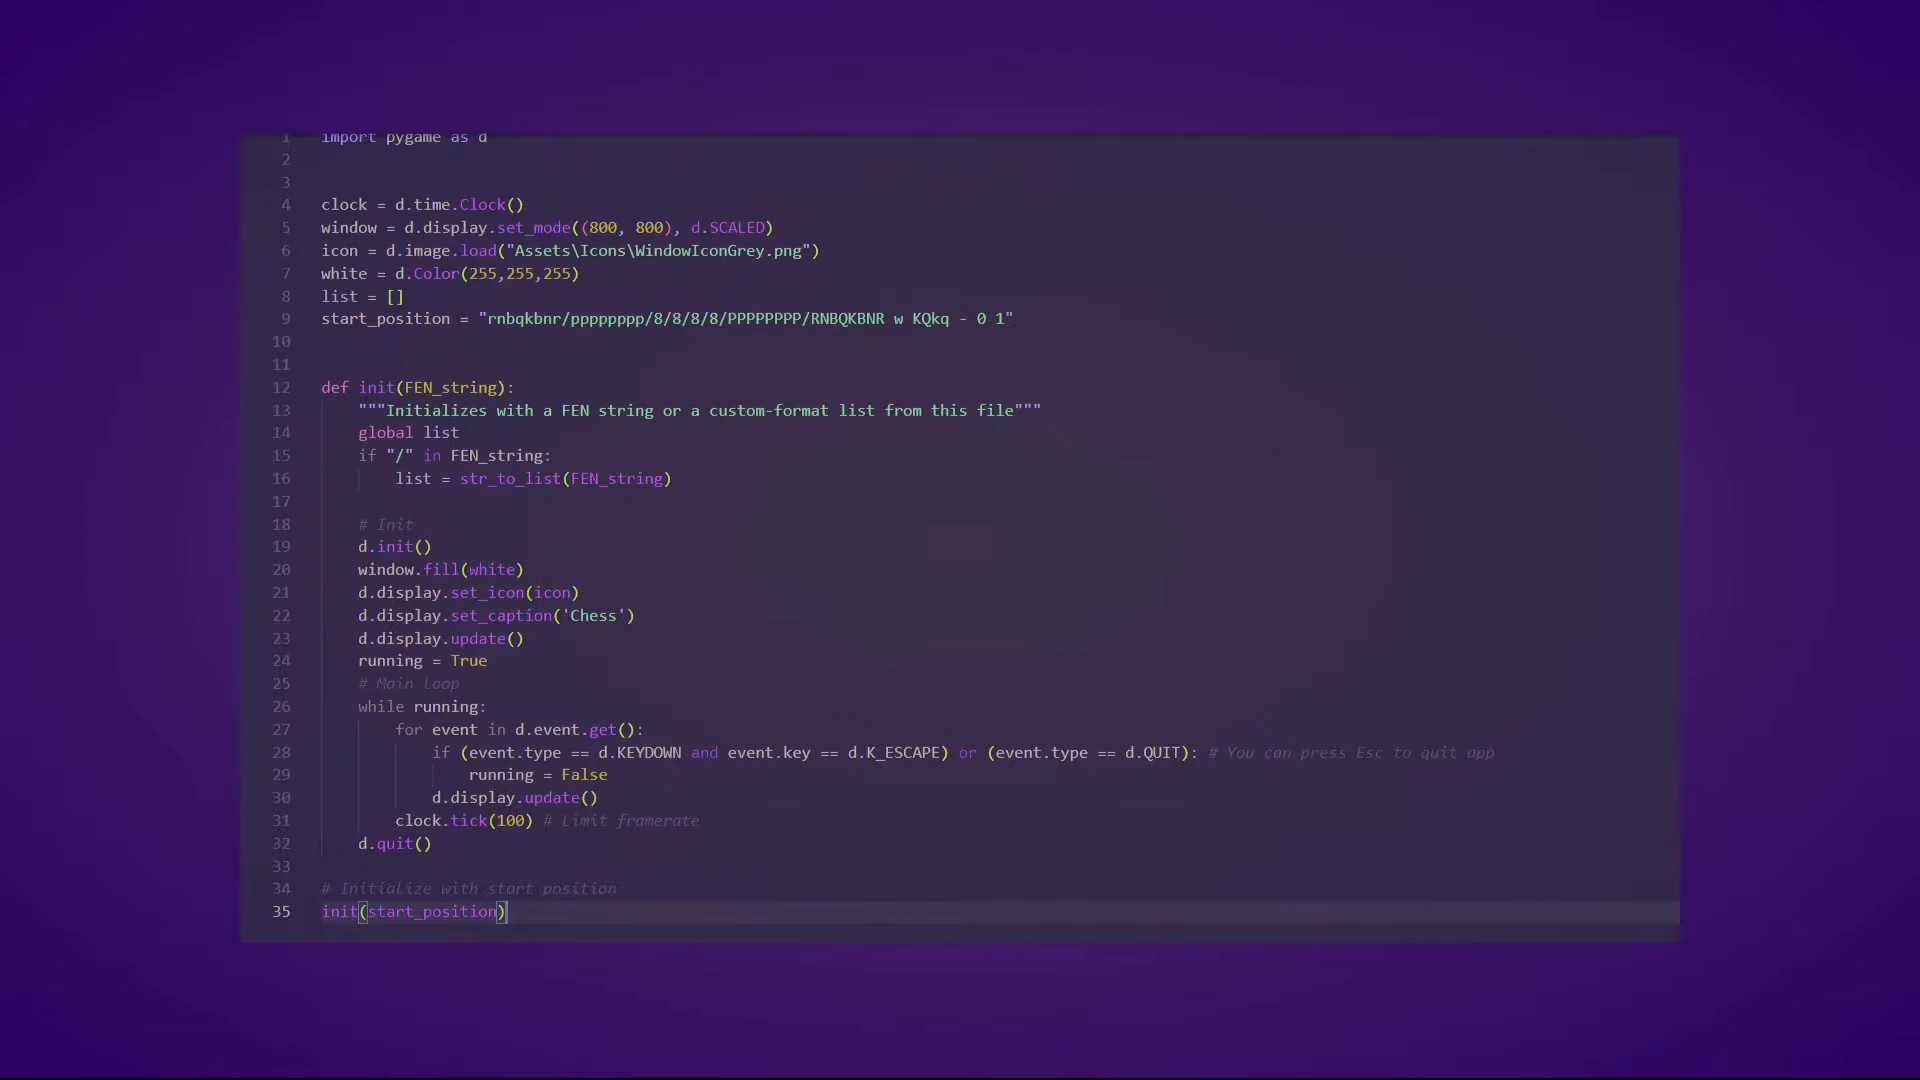 1 import pygame as d
2
3
4 clock = d.time.Clock()
5 window = d.display.set_mode((800, 800), d.SCALED)
6 icon = d.image.load("Assets\Icons\WindowIconGrey.png")
7 white = d.Color(255,255,255)
8 list = []
9 start_position = "rnbqkbnr/pppppppp/8/8/8/8/PPPPPPPP/RNBQKBNR w KQkq - 0 1"
10
11
12 def init(FEN_string):
13     """Initializes with a FEN string or a custom-format list from this file"""
14     global list
15     if "/" in FEN_string:
16         list = str_to_list(FEN_string)
17
18     # Init
19     d.init()
20     window.fill(white)
21     d.display.set_icon(icon)
22     d.display.set_caption('Chess')
23     d.display.update()
24     running = True
25     # Main Loop
26     while running:
27         for event in d.event.get():
28             if (event.type == d.KEYDOWN and event.key == d.K_ESCAPE) or (event.type == d.QUIT): # You can press Esc to quit app
29                 running = False
30             d.display.update()
31         clock.tick(100) # Limit framerate
32     d.quit()
33
34 # Initialize with start position
35 init(start_position)